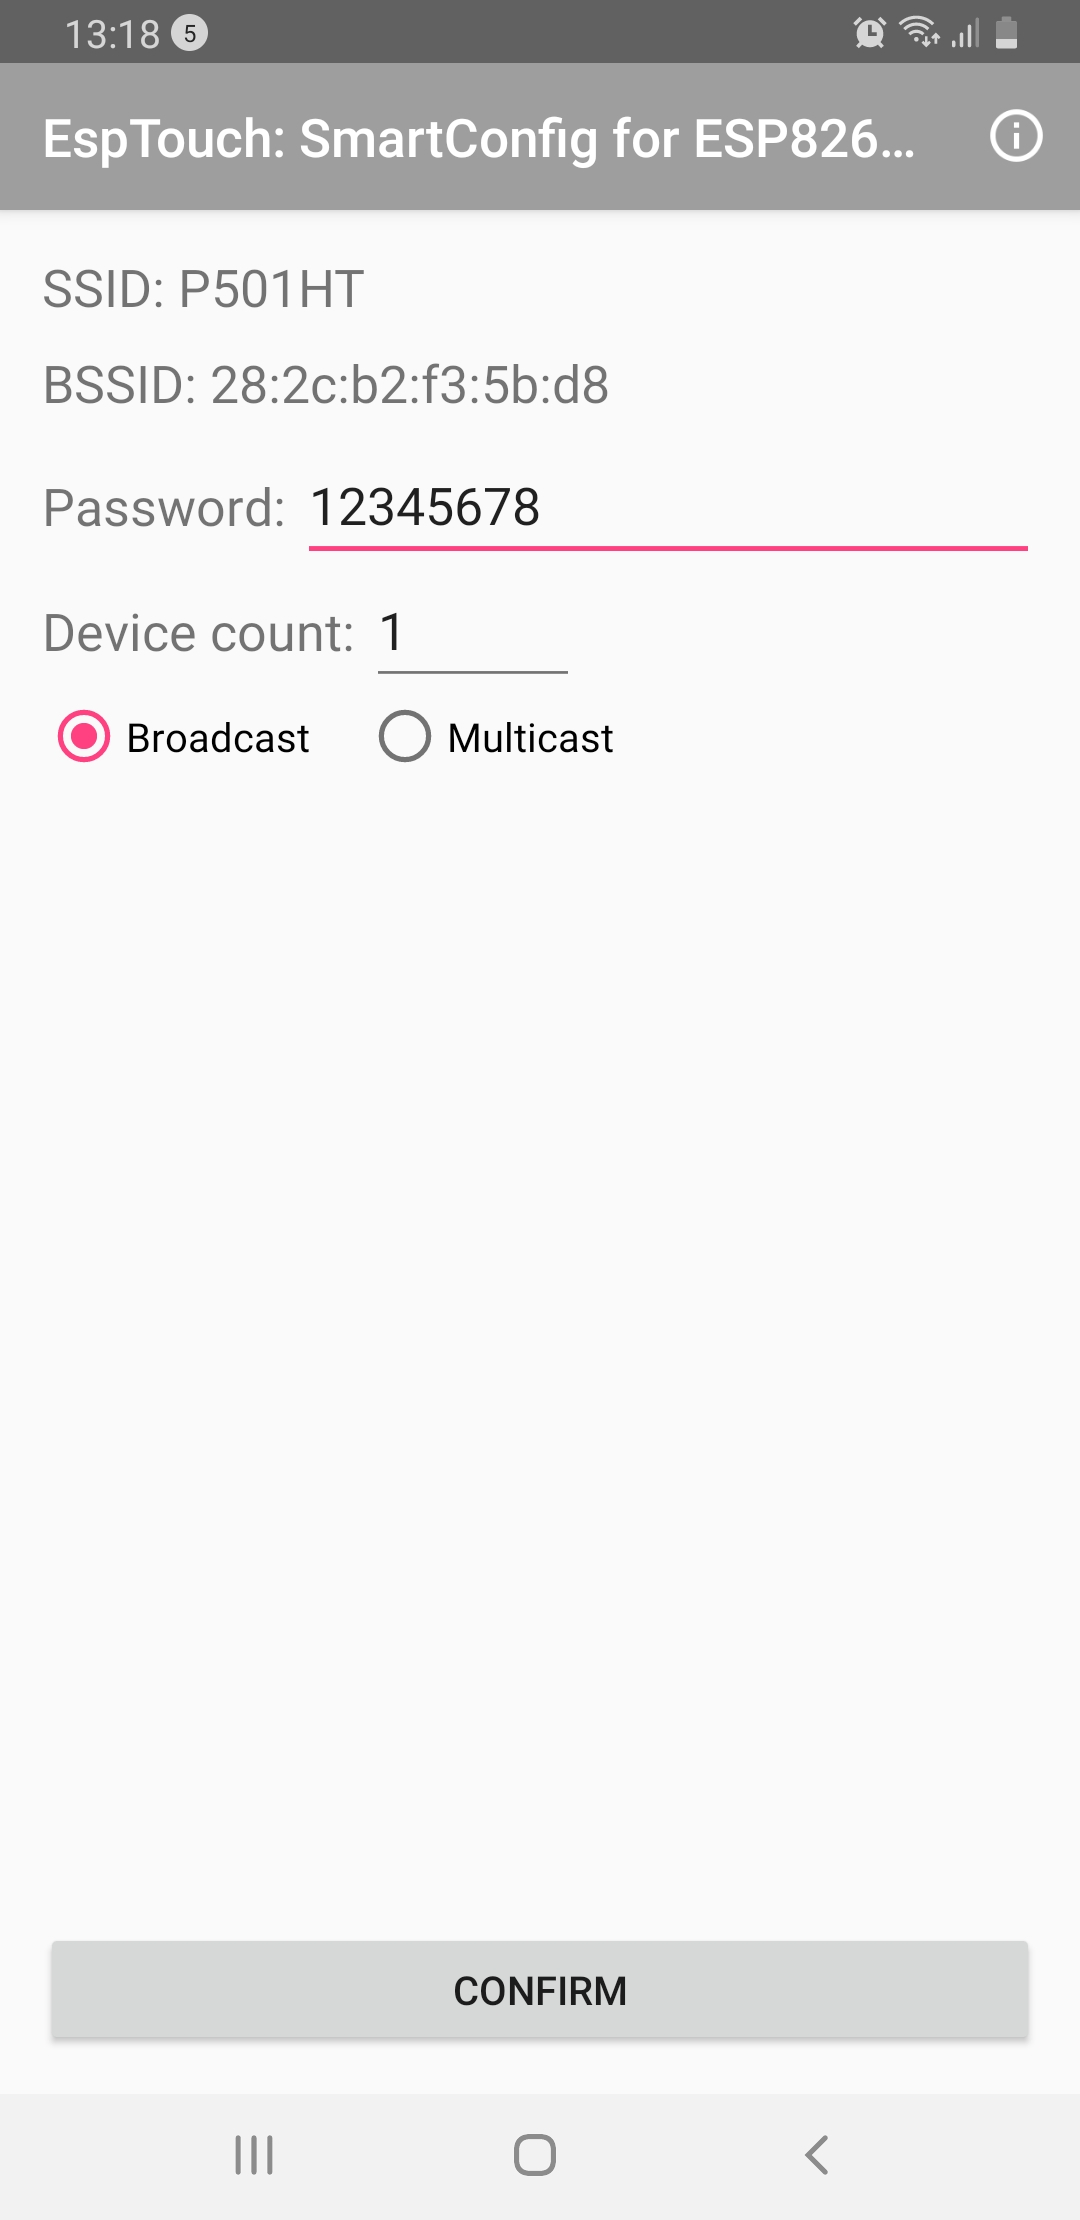 13:18 5
EspTouch: SmartConfig for ESP826...
SSID: P501HT
BSSID: 28:2c:b2:f3:5b:d8
Password: 12345678
Device count: 1
Broadcast Multicast
CONFIRM